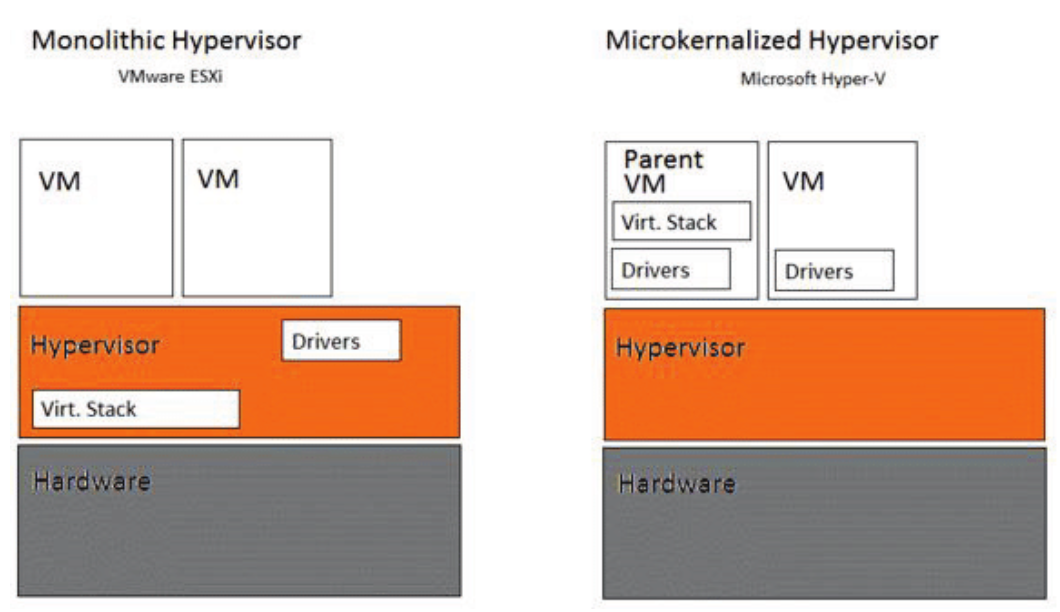 Monolithic Hypervisor
VMware ESXi
VM
VM
Hypervisor
Drivers
Virt. Stack
Hardware
Microkernalized Hypervisor
Microsoft Hyper-V
Parent
VM
Virt. Stack
Drivers
VM
Drivers
Hypervisor
Hardware